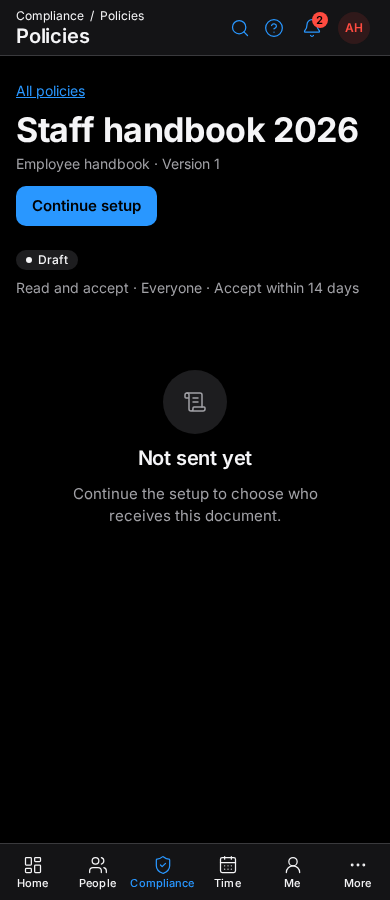 Compliance / Policies
Policies
2
AH
All policies
Staff handbook 2026
Employee handbook · Version 1
Continue setup
Draft
Read and accept · Everyone · Accept within 14 days
Not sent yet
Continue the setup to choose who
receives this document.
Home
People
Compliance
Time
Me
More